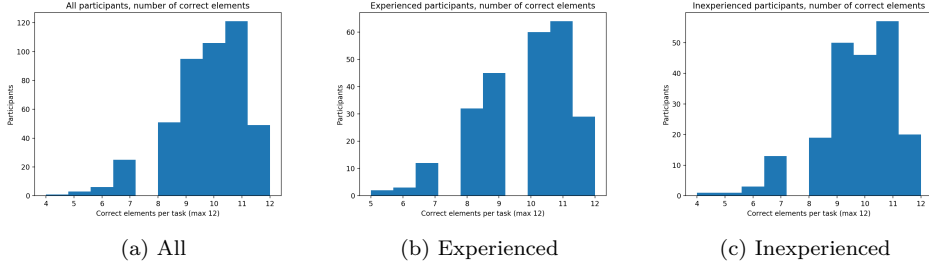 All participants, number of correct elements
120
100
80
60
40
20
0
Participants
4 5 6 7 8 9 10 11 12
Correct elements per task (max 12)
(a) All
Experienced participants, number of correct elements
60
50
40
30
20
10
0
Participants
5 6 7 8 9 10 11 12
Correct elements per task (max 12)
(b) Experienced
Inexperienced participants, number of correct elements
50
40
30
20
10
0
Participants
4 5 6 7 8 9 10 11 12
Correct elements per task (max 12)
(c) Inexperienced